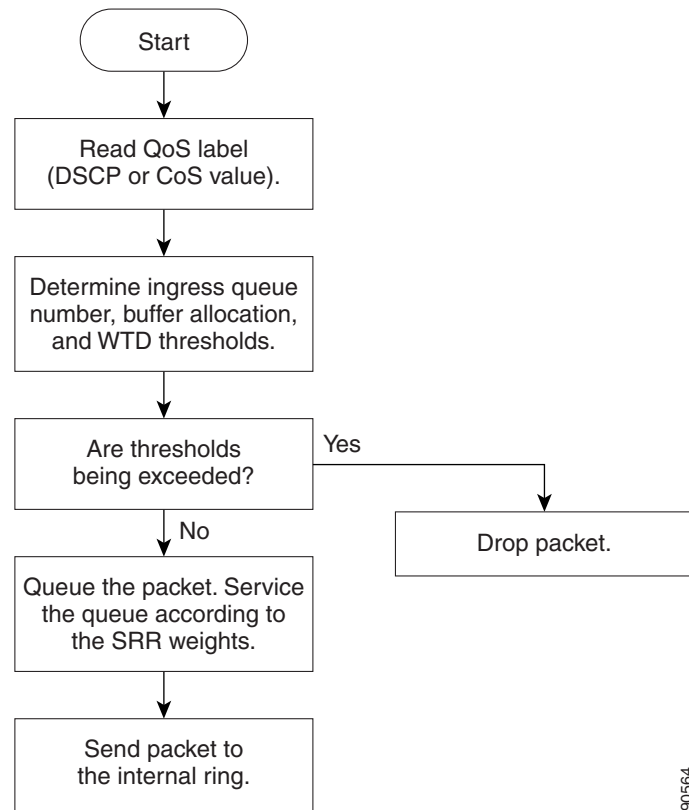 Start
Read QoS label
(DSCP or CoS value).
Determine ingress queue
number, buffer allocation,
and WTD thresholds.
Are thresholds
being exceeded?
Yes
No
Drop packet.
Queue the packet. Service
the queue according to
the SRR weights.
Send packet to
the internal ring.
90564